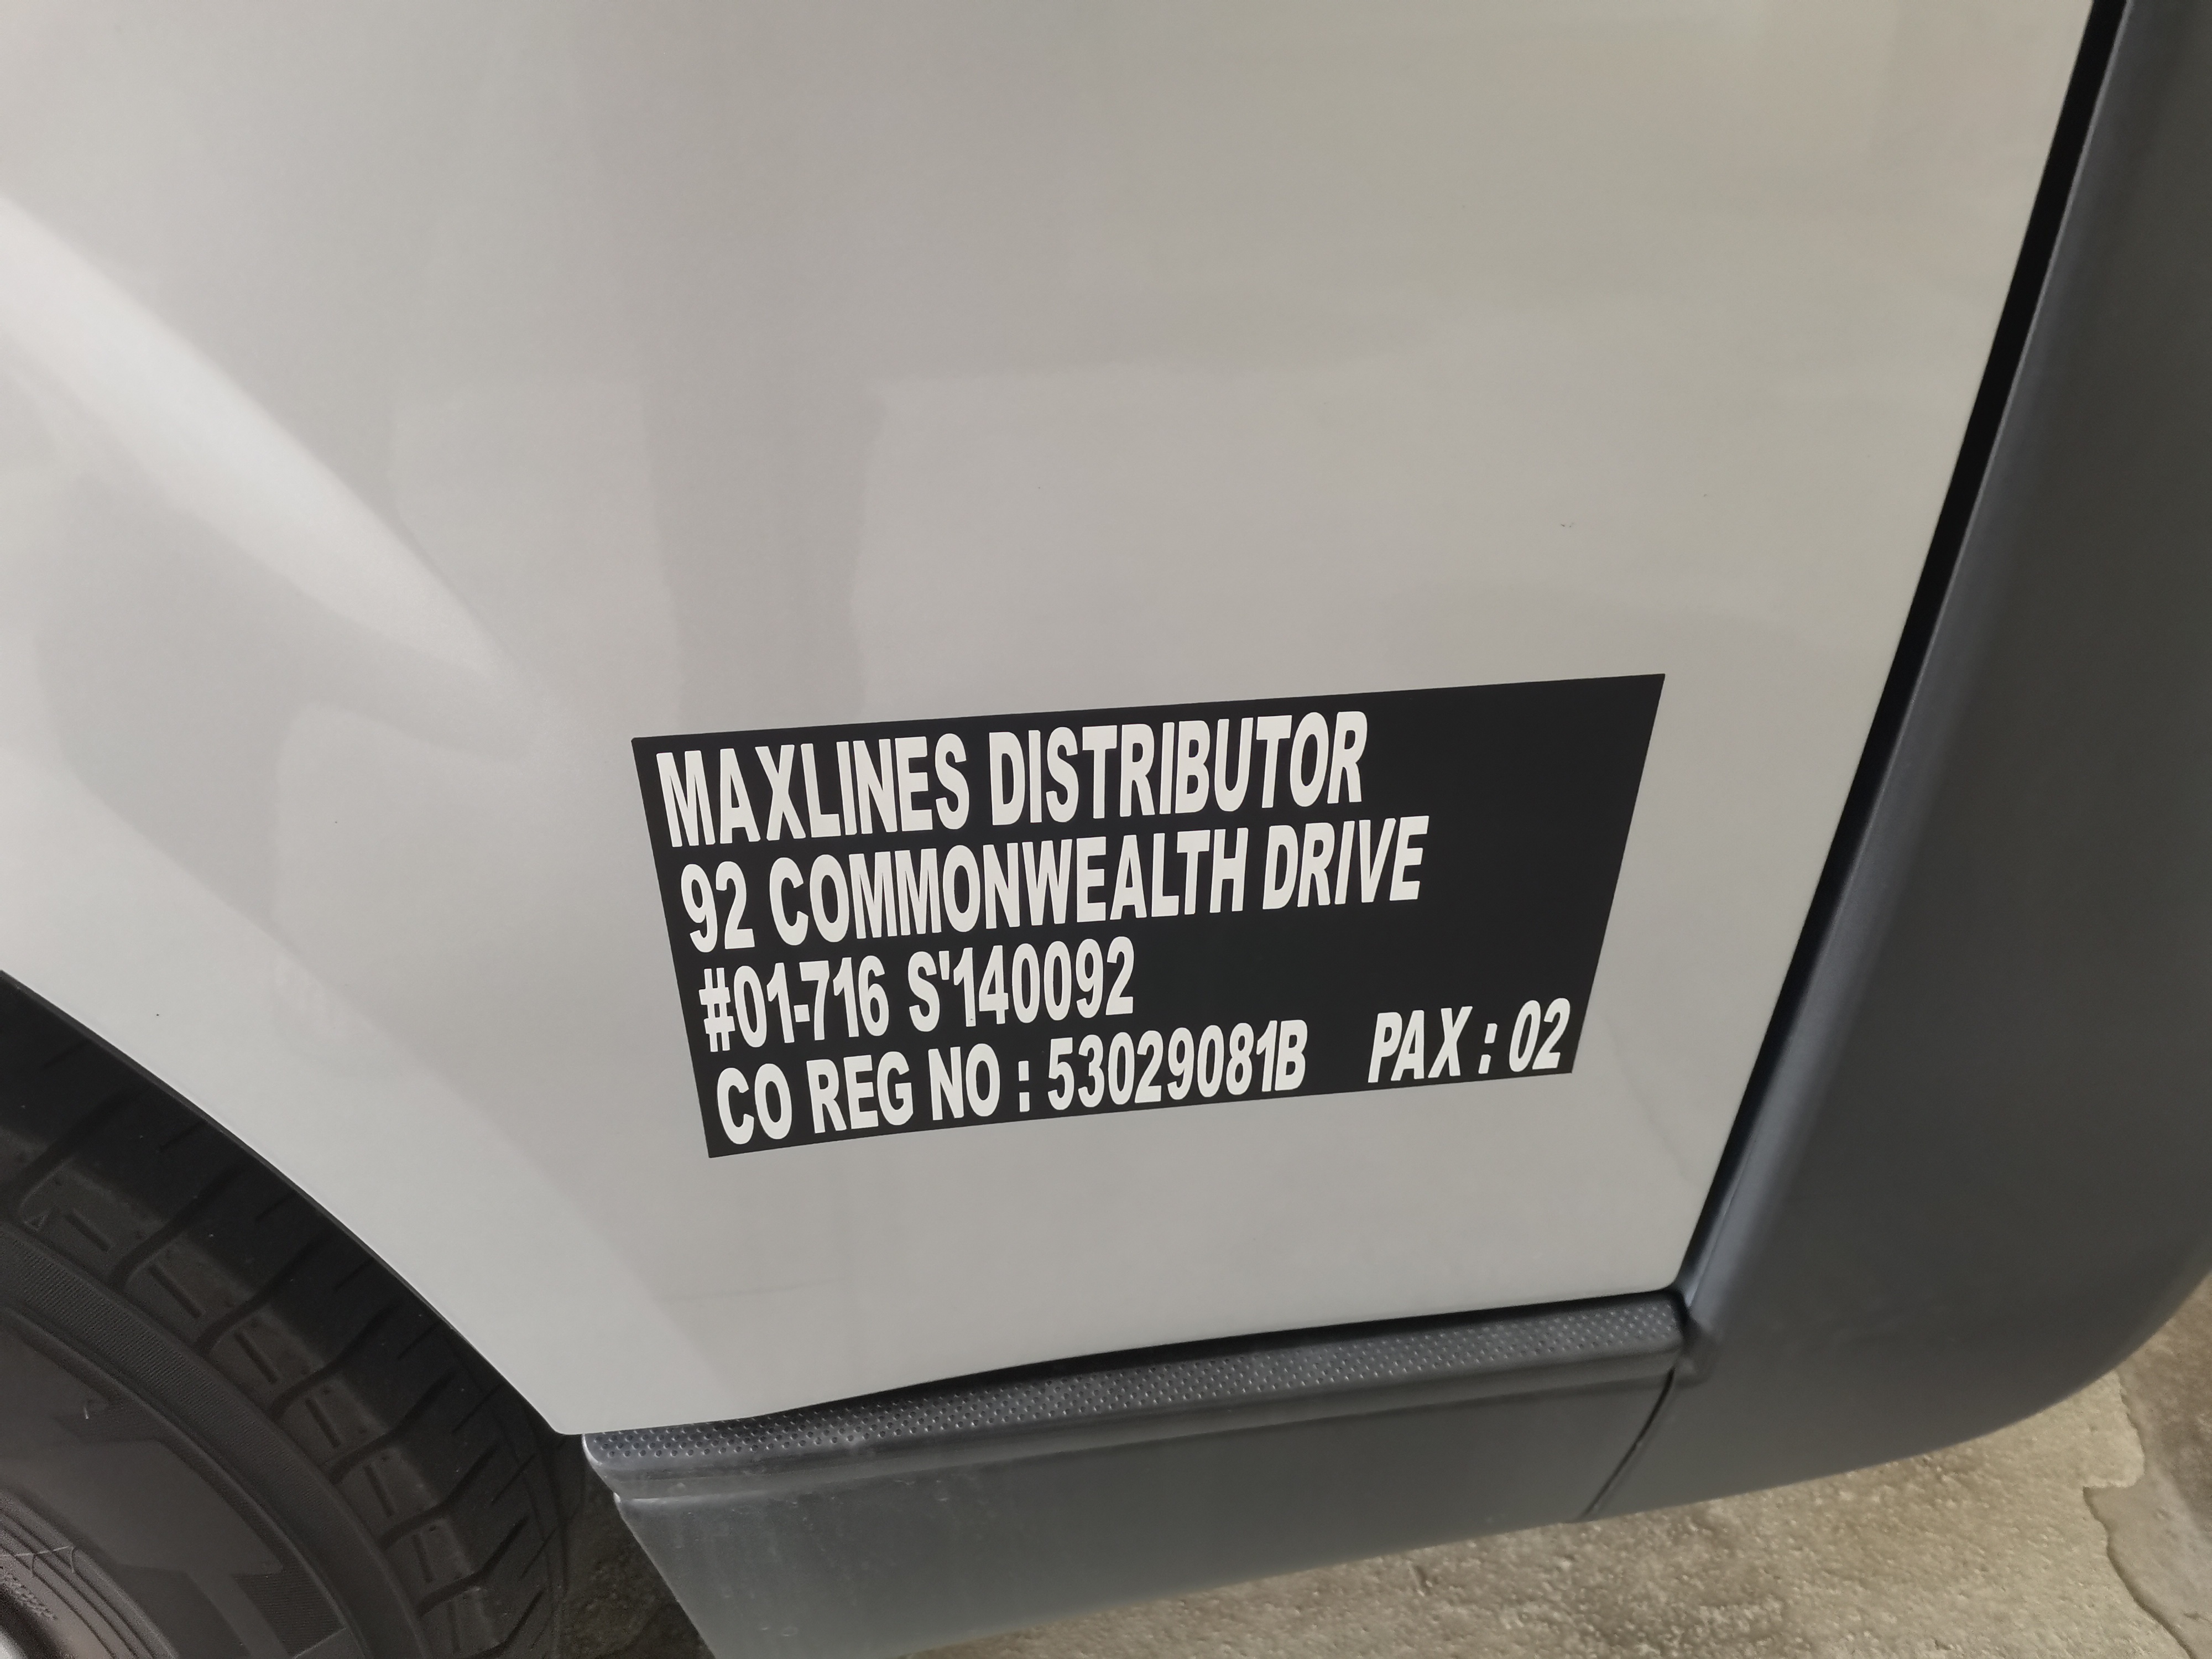 MAXLINES DISTRIBUTOR
92 COMMONWEALTH DRIVE
#01-716 S'140092
CO REG NO : 53029081B PAX : 02